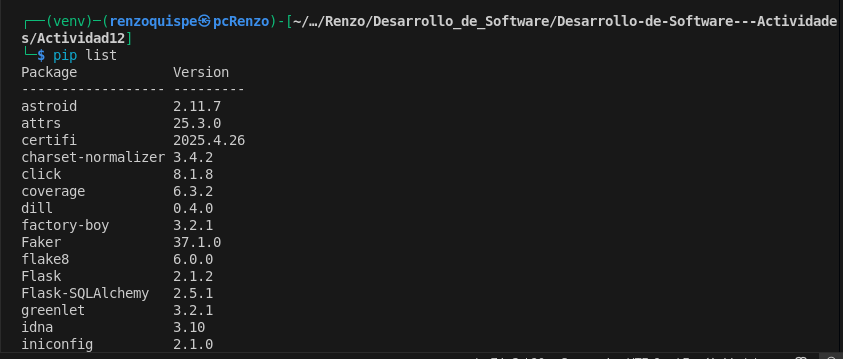 ┌──(venv)─(renzoquispe㉿pcRenzo)-[~/…/Renzo/Desarrollo_de_Software/Desarrollo-de-Software---Actividade
s/Actividad12]
└─$ pip list
Package            Version
------------------ ---------
astroid            2.11.7
attrs              25.3.0
certifi            2025.4.26
charset-normalizer 3.4.2
click              8.1.8
coverage           6.3.2
dill               0.4.0
factory-boy        3.2.1
Faker              37.1.0
flake8             6.0.0
Flask              2.1.2
Flask-SQLAlchemy   2.5.1
greenlet           3.2.1
idna               3.10
iniconfig          2.1.0